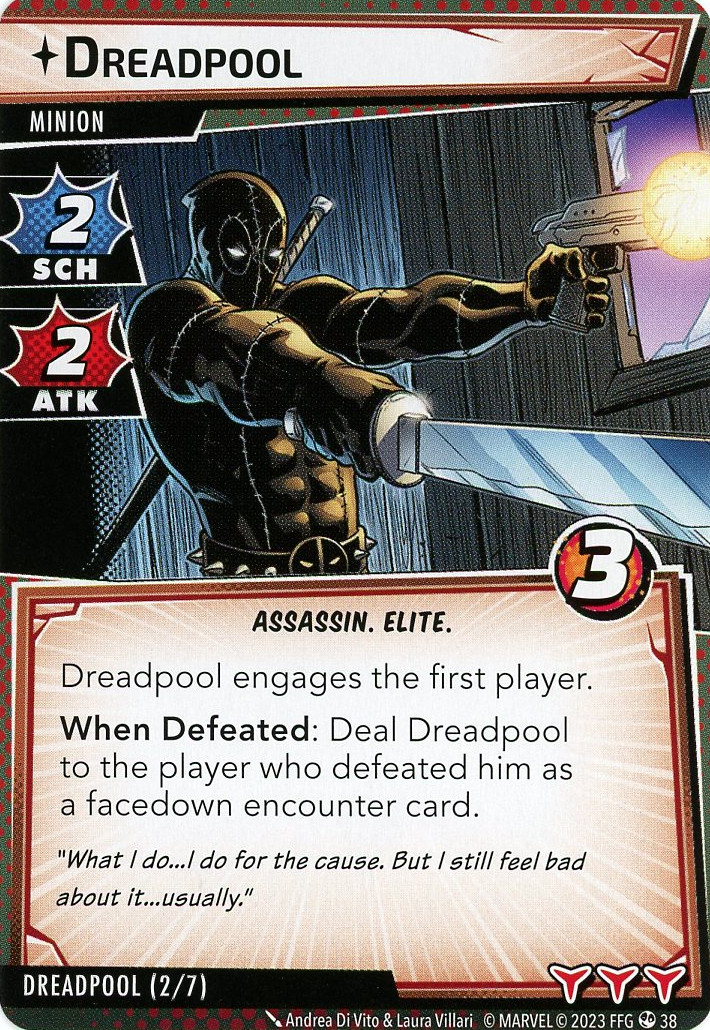 DREADPOOL
MINION
2
SCH
2
ATK
3
ASSASSIN. ELITE.
Dreadpool engages the first player.
When Defeated: Deal Dreadpool
to the player who defeated him as
a facedown encounter card.
"What I do...I do for the cause. But I still feel bad
about it...usually."
DREADPOOL (2/7)
Andrea Di Vito & Laura Villari © MARVEL © 2023 FFG 38